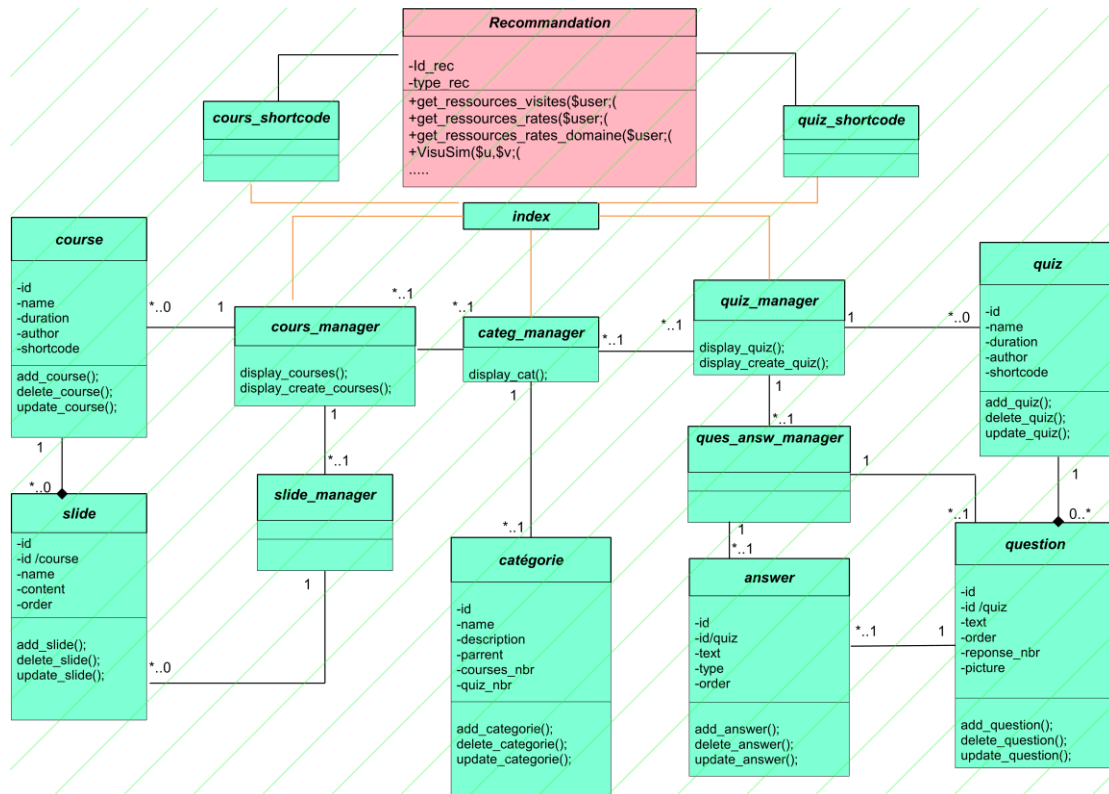 Recommandation
-Id_rec
-type_rec
+get_ressources_visites($user;(
+get_ressources_rates($user;(
+get_ressources_rates_domaine($user;(
+VisuSim($u,$v;(
.....
cours_shortcode
quiz_shortcode
index
course
-id
-name
-duration
-author
-shortcode
add_course();
delete_course();
update_course();
*..0
1
cours_manager
display_courses();
display_create_courses();
*..1
*..1
categ_manager
display_cat();
*..1
*..1
quiz_manager
display_quiz();
display_create_quiz();
1
*..0
quiz
-id
-name
-duration
-author
-shortcode
add_quiz();
delete_quiz();
update_quiz();
1
*..0
1
*..1
1
*..1
1
*..1
1
0..*
slide_manager
ques_answ_manager
1
*..1
slide
-id
-id /course
-name
-content
-order
add_slide();
delete_slide();
update_slide();
1
*..0
catégorie
-id
-name
-description
-parrent
-courses_nbr
-quiz_nbr
add_categorie();
delete_categorie();
update_categorie();
1
*..1
answer
-id
-id/quiz
-text
-type
-order
add_answer();
delete_answer();
update_answer();
*..1
1
question
-id
-id /quiz
-text
-order
-reponse_nbr
-picture
add_question();
delete_question();
update_question();